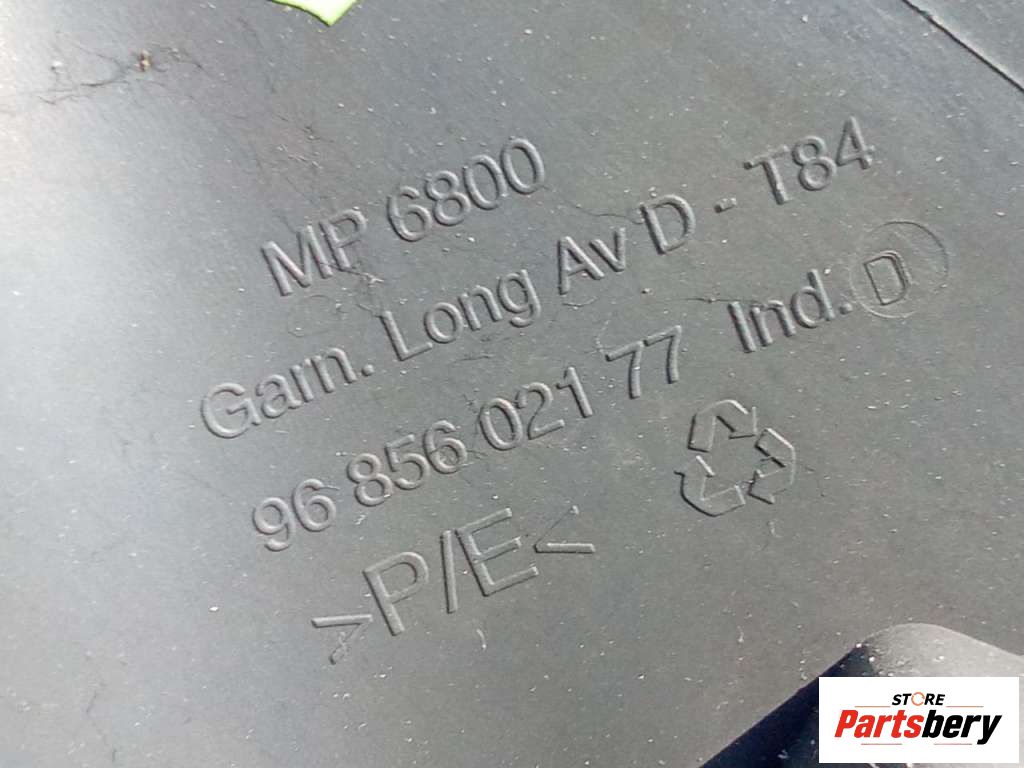 MP 6800
Garn. Long Av D - T84
96 856 021 77 Ind. D
>P/E<
STORE
Partsbery